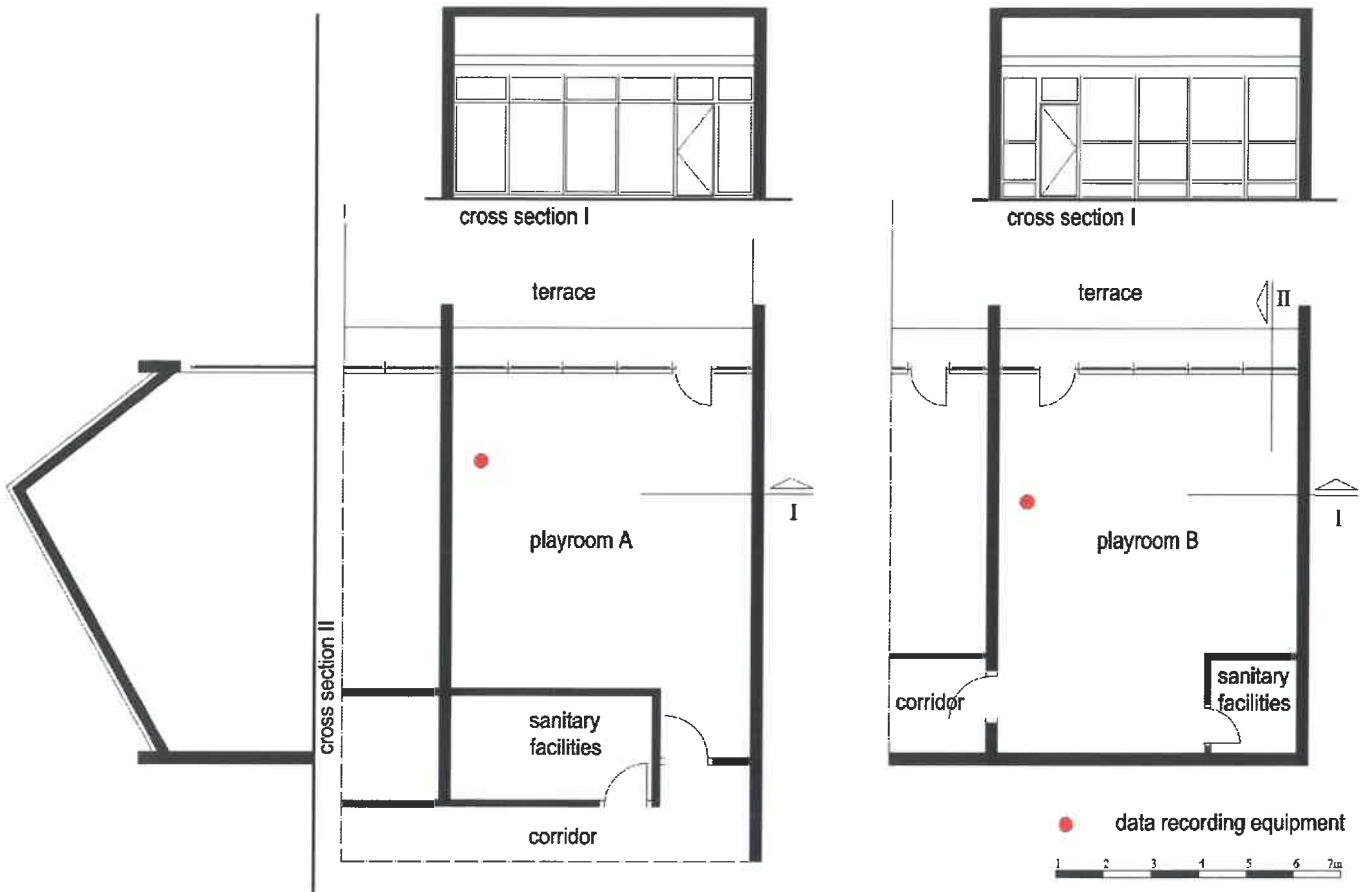 cross section I
cross section I
terrace
terrace
II
I
I
playroom A
playroom B
cross section II
sanitary
facilities
corridor
sanitary
facilities
corridor
data recording equipment
1 2 3 4 5 6 7m